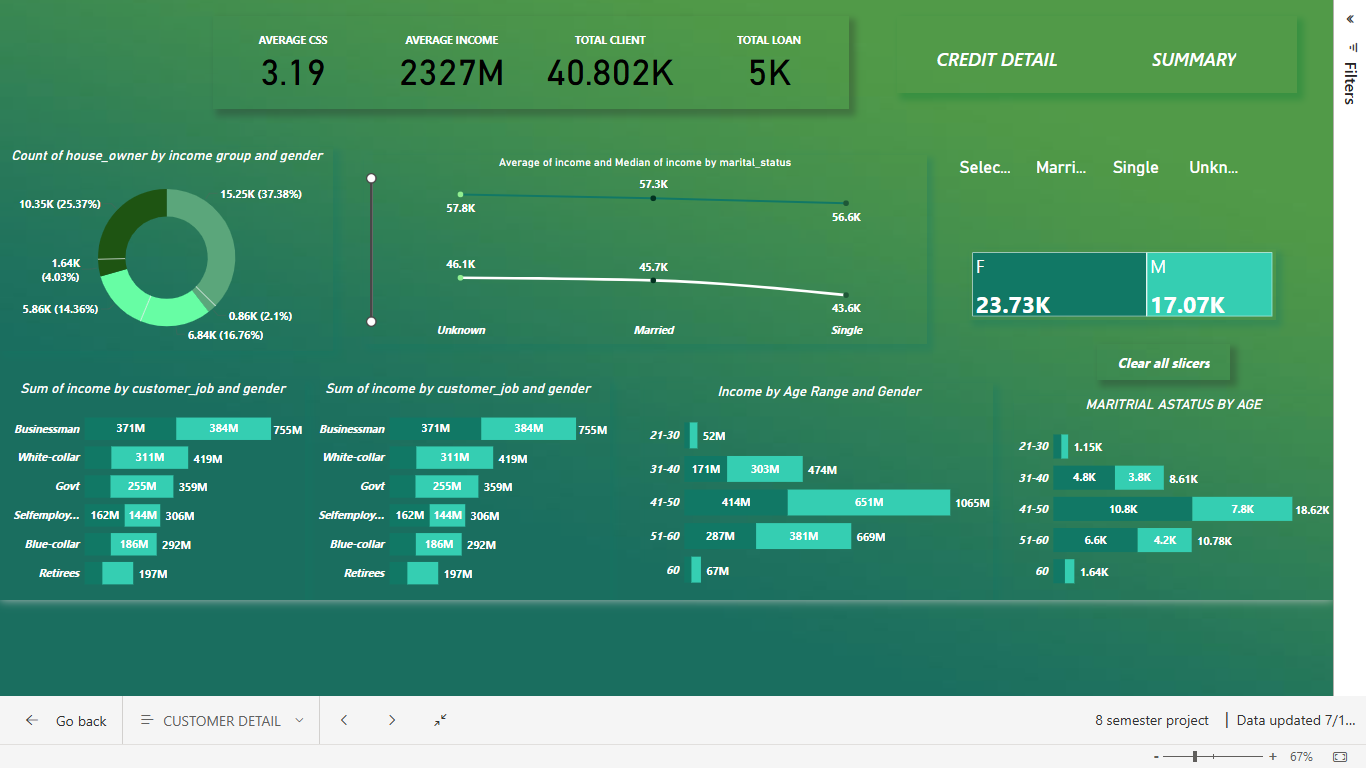 AVERAGE CSS
3.19
AVERAGE INCOME
2327M
TOTAL CLIENT
40.802K
TOTAL LOAN
5K
CREDIT DETAIL
SUMMARY
«
Filters
Count of house_owner by income group and gender
15.25K (37.38%)
10.35K (25.37%)
1.64K
(4.03%)
5.86K (14.36%)
0.86K (2.1%)
6.84K (16.76%)
Average of income and Median of income by marital_status
57.3K
57.8K
56.6K
46.1K
45.7K
43.6K
Unknown
Married
Single
Selec...
Marri...
Single
Unkn...
F
23.73K
M
17.07K
Clear all slicers
Sum of income by customer_job and gender
Businessman 371M 384M 755M
White-collar 311M 419M
Govt 255M 359M
Selfemploy... 162M 144M 306M
Blue-collar 186M 292M
Retirees 197M
Sum of income by customer_job and gender
Businessman 371M 384M 755M
White-collar 311M 419M
Govt 255M 359M
Selfemploy... 162M 144M 306M
Blue-collar 186M 292M
Retirees 197M
Income by Age Range and Gender
21-30 52M
31-40 171M 303M 474M
41-50 414M 651M 1065M
51-60 287M 381M 669M
60 67M
MARITRIAL ASTATUS BY AGE
21-30 1.15K
31-40 4.8K 3.8K 8.61K
41-50 10.8K 7.8K 18.62K
51-60 6.6K 4.2K 10.78K
60 1.64K
Go back
CUSTOMER DETAIL
8 semester project | Data updated 7/1...
- + 67%